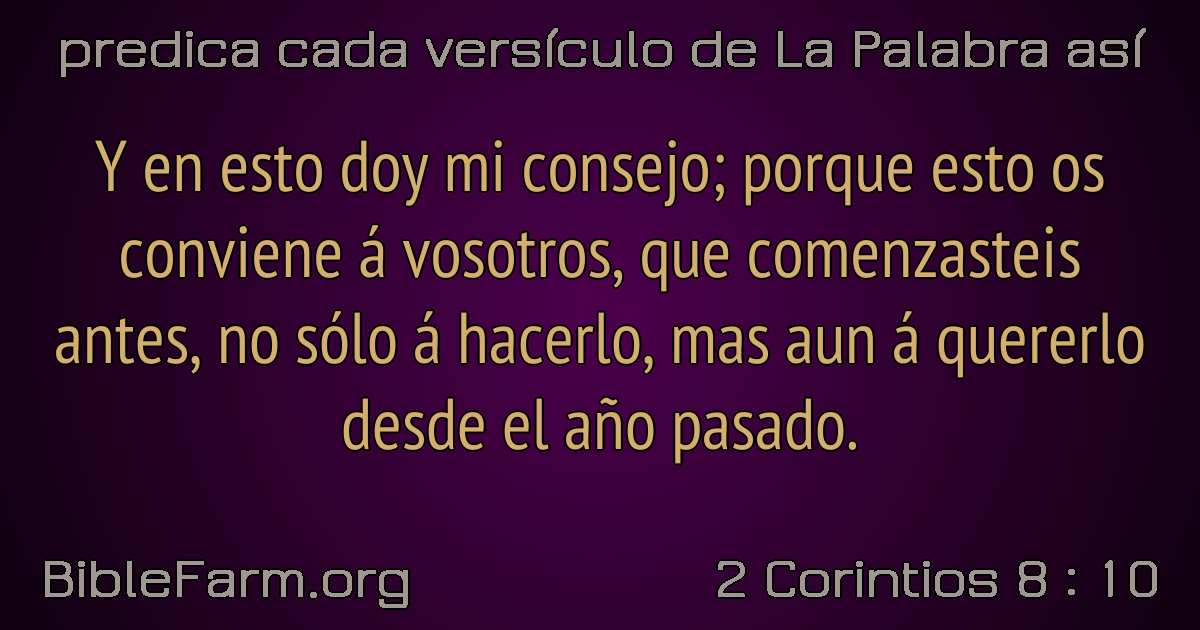 predica cada versículo de La Palabra así
Y en esto doy mi consejo; porque esto os
conviene á vosotros, que comenzasteis
antes, no sólo á hacerlo, mas aun á quererlo
desde el año pasado.
BibleFarm.org
2 Corintios 8 : 10